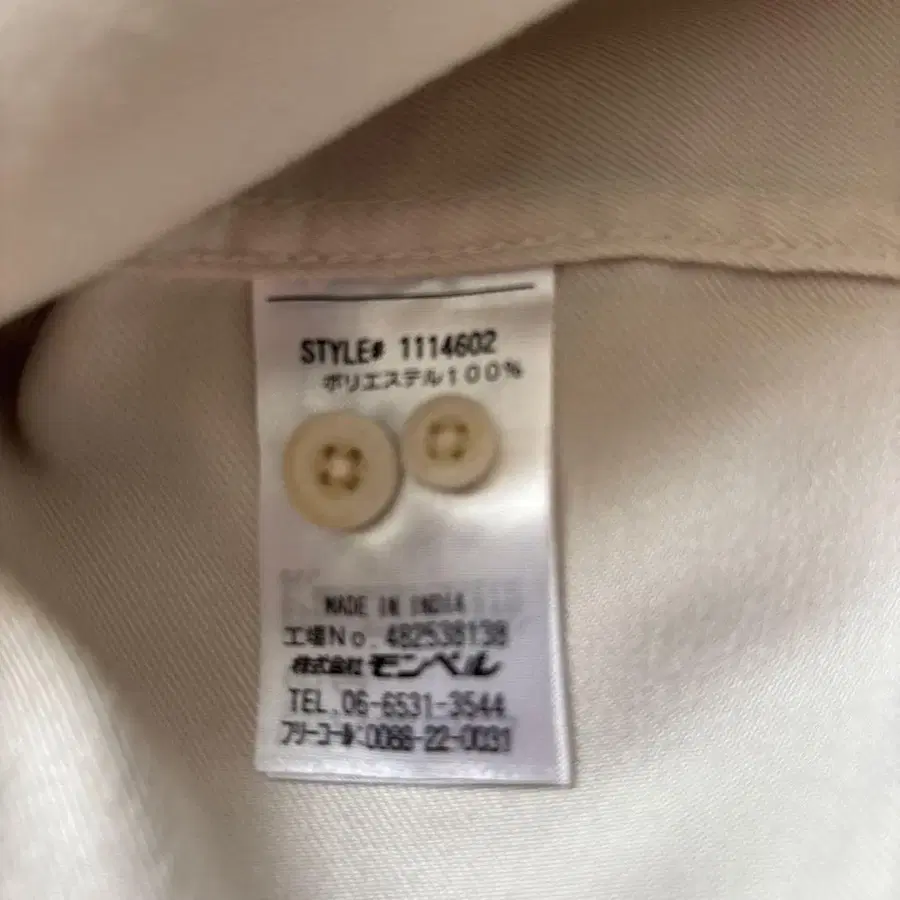 STYLE# 1114602
ポリエステル100%
MADE IN INDIA
工場No. 482538138
株式会社 モンベル
TEL.06-6531-3544
フリーコール:0088-22-0031